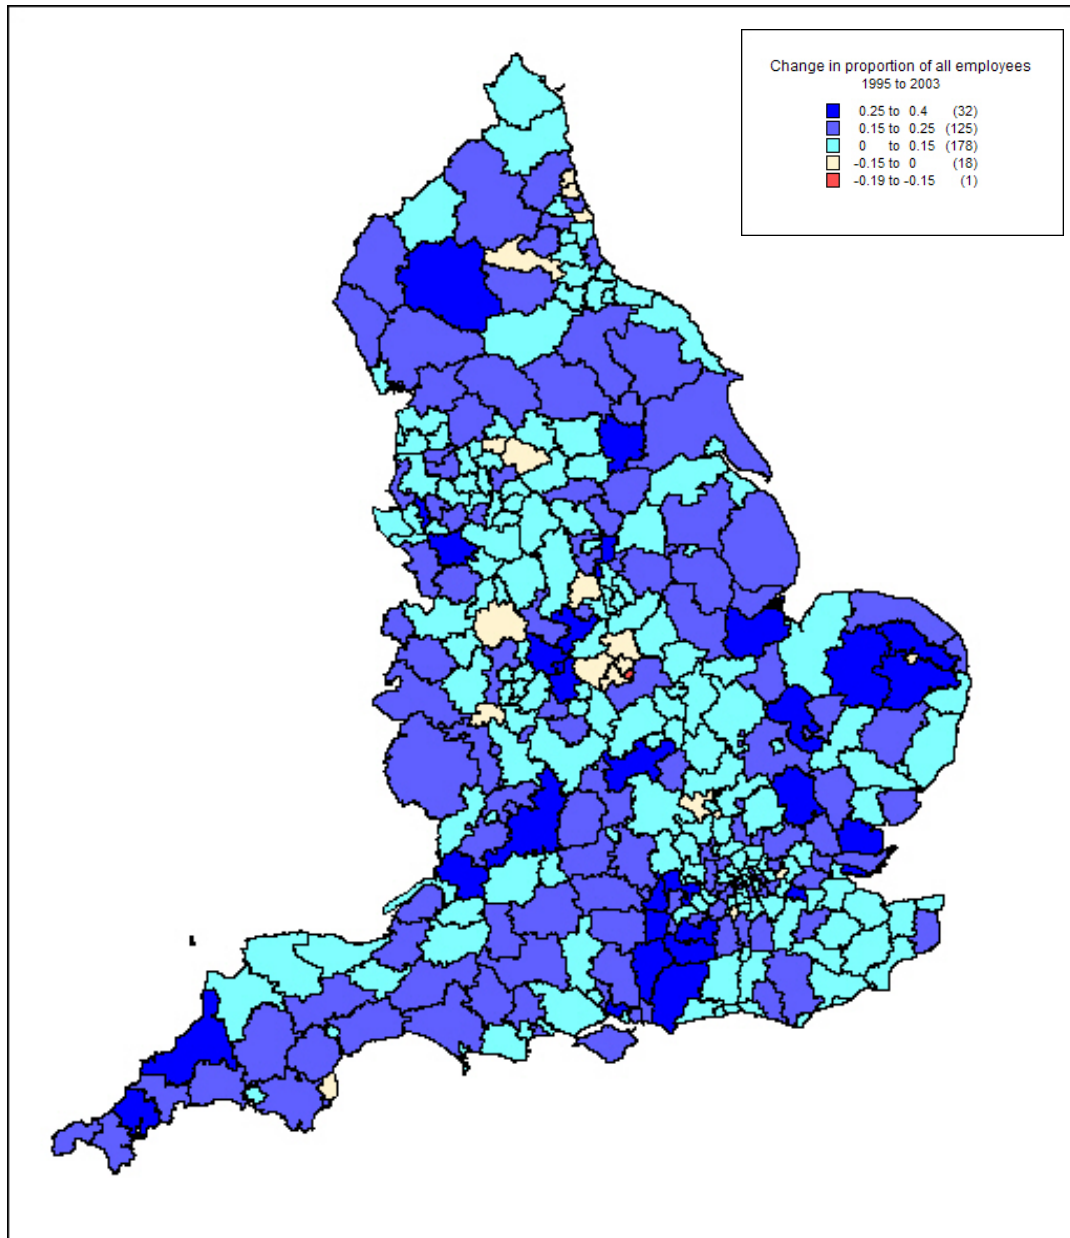 Change in proportion of all employees
1995 to 2003
0.25 to 0.4 (32)
0.15 to 0.25 (125)
0 to 0.15 (178)
-0.15 to 0 (18)
-0.19 to -0.15 (1)